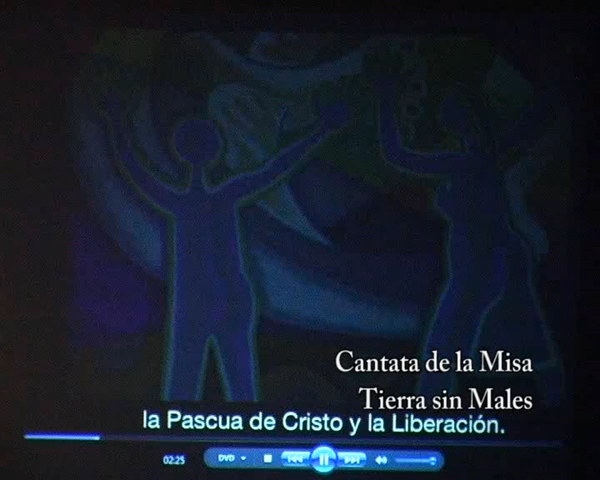 Cantata de la Misa
Tierra sin Males
la Pascua de Cristo y la Liberación.
02:25
DVD